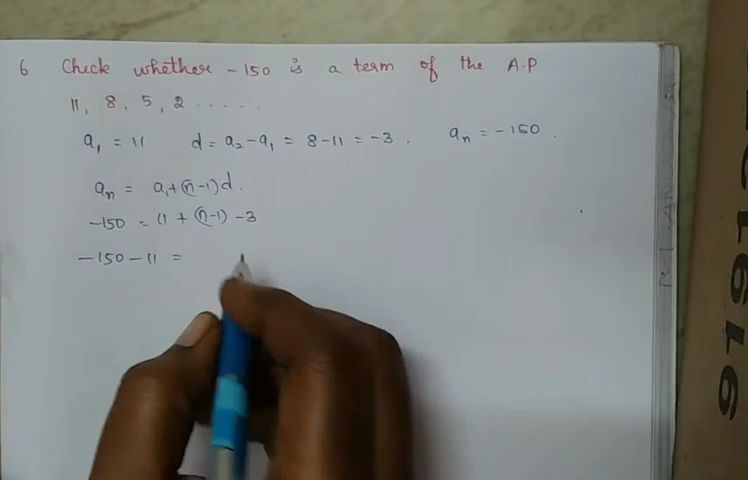 6 Check whether -150 is a term of the A.P
11, 8, 5, 2 .....
a₁ = 11 d = a₂-a₁ = 8-11 = -3. aₙ = -150.
aₙ = a₁+(n-1)d.
-150 = 11 + (n-1) -3
-150-11 =